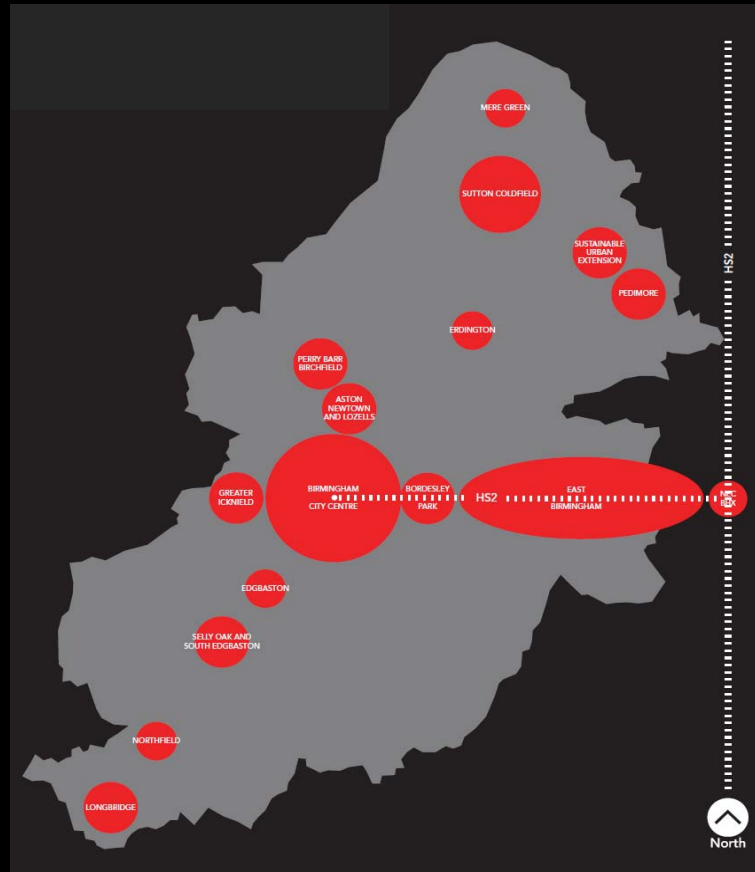 MERE GREEN
SUTTON COLDFIELD
SUSTAINABLE
URBAN
EXTENSION
HS2
PEDIMORE
ERDINGTON
PERRY BARR
BIRCHFIELD
ASTON
NEWTOWN
AND LOZELLS
GREATER
ICKNIELD
BIRMINGHAM
CITY CENTRE
BORDESLEY
PARK
HS2
EAST
BIRMINGHAM
EDGBASTON
SELLY OAK AND
SOUTH EDGBASTON
NORTHFIELD
LONGBRIDGE
North